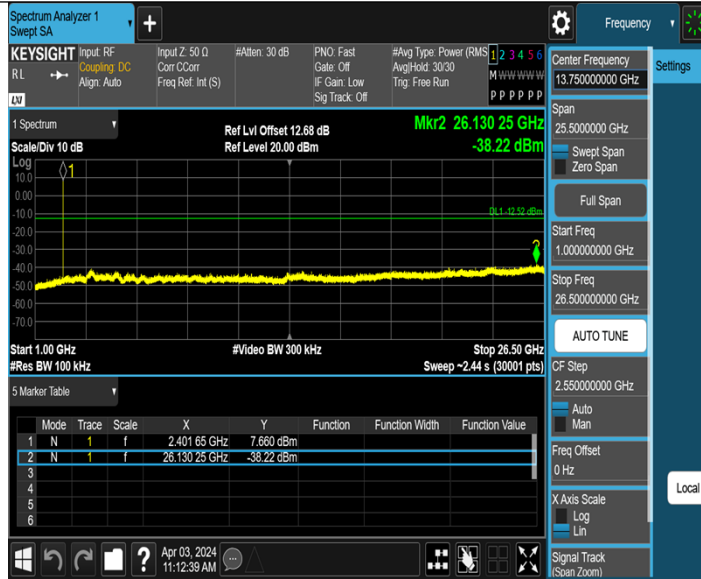 Spectrum Analyzer 1
Swept SA
+
Frequency
KEYSIGHT
RL
LXI
Input: RF
Coupling: DC
Align: Auto
Input Z: 50 Ω
Corr CCorr
Freq Ref: Int (S)
#Atten: 30 dB
PNO: Fast
Gate: Off
IF Gain: Low
Sig Track: Off
#Avg Type: Power (RMS
Avg|Hold: 30/30
Trig: Free Run
1 2 3 4 5 6
M W W W W W
P P P P P P
1 Spectrum
Scale/Div 10 dB
Ref Lvl Offset 12.68 dB
Ref Level 20.00 dBm
Mkr2 26.130 25 GHz
-38.22 dBm
Log
10.0
0.00
-10.0
-20.0
-30.0
-40.0
-50.0
-60.0
-70.0
1
DL1 -12.52 dBm
2
Start 1.00 GHz
#Res BW 100 kHz
#Video BW 300 kHz
Stop 26.50 GHz
Sweep ~2.44 s (30001 pts)
5 Marker Table
Mode Trace Scale X Y Function Function Width Function Value
1 N 1 f 2.401 65 GHz 7.660 dBm
2 N 1 f 26.130 25 GHz -38.22 dBm
3
4
5
6
Apr 03, 2024
11:12:39 AM
?
Center Frequency
13.750000000 GHz
Span
25.5000000 GHz
Swept Span
Zero Span
Full Span
Start Freq
1.000000000 GHz
Stop Freq
26.500000000 GHz
AUTO TUNE
CF Step
2.550000000 GHz
Auto
Man
Freq Offset
0 Hz
X Axis Scale
Log
Lin
Signal Track
(Span Zoom)
Settings
Local